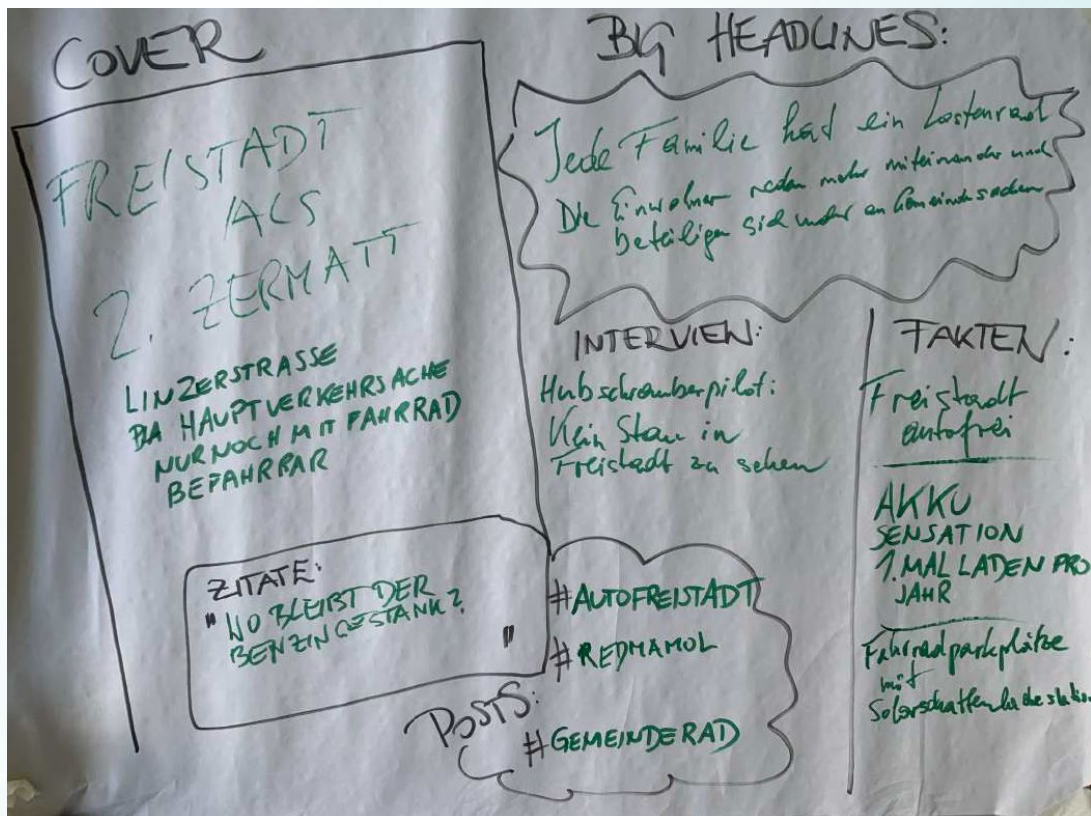 COVER
FREISTADT
ALS
2. ZERMATT
LINZERSTRASSE
HAUPTVERKEHRSACHE
NUR NOCH MIT FAHRRAD
BEFAHRBAR
ZITATE:
"WO BLEIBT DER
BENZINGESTANK?
"
BIG HEADLINES:
Jede Familie hat ein Lastenrad
Die Einwohner reden mehr miteinander und
beteiligen sich mehr an
INTERVIEW:
Hubschrauberpilot:
Kein Stau in
Freistadt zu sehen
POSTS:
#AUTOFREISTADT
#REDMAMOL
#GEMEINDERAD
FAKTEN:
Freistadt
autofrei
AKKU
SENSATION
1. MAL LADEN PRO
JAHR
Fahrradparkplätze
mit